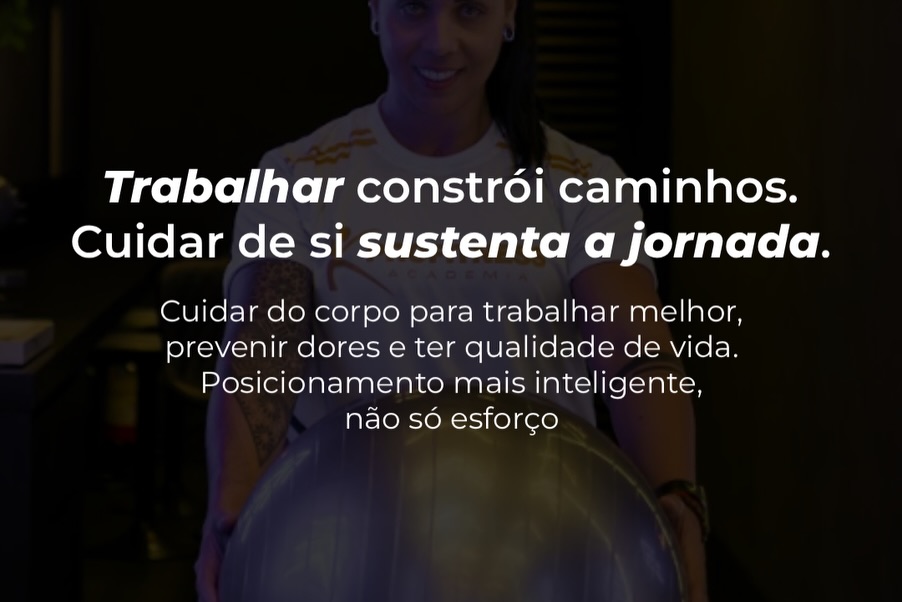 Trabalhar constrói caminhos.
Cuidar de si sustenta a jornada.
ACADEMIA
Cuidar do corpo para trabalhar melhor,
prevenir dores e ter qualidade de vida.
Posicionamento mais inteligente,
não só esforço